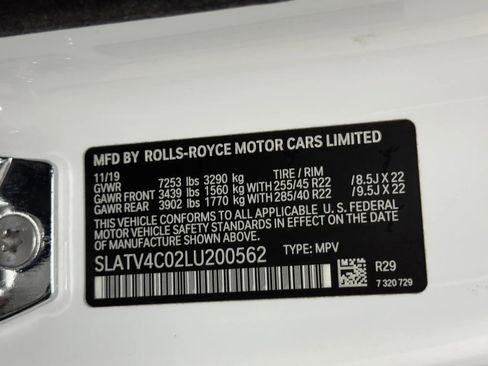 MFD BY ROLLS-ROYCE MOTOR CARS LIMITED
11/19 TIRE / RIM
GVWR 7253 lbs 3290 kg
GAWR FRONT 3439 lbs 1560 kg WITH 255/45 R22 /8.5J X 22
GAWR REAR 3902 lbs 1770 kg WITH 285/40 R22 /9.5J X 22
THIS VEHICLE CONFORMS TO ALL APPLICABLE U.S. FEDERAL
MOTOR VEHICLE SAFETY STANDARDS IN EFFECT ON THE DATE
OF MANUFACTURE SHOWN ABOVE.
SLATV4C02LU200562 TYPE: MPV
R29
7 320 729